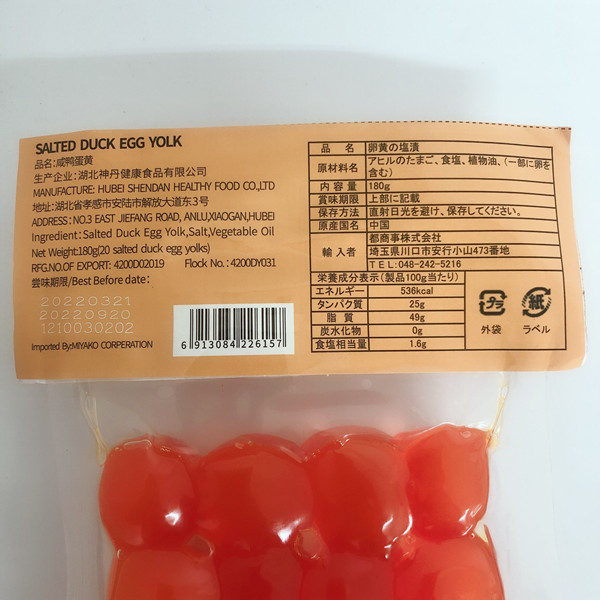 SALTED DUCK EGG YOLK
品名:咸鸭蛋黄
生产企业:湖北神丹健康食品有限公司
MANUFACTURE: HUBEI SHENDAN HEALTHY FOOD CO.,LTD
地址:湖北省孝感市安陆市解放大道东3号
ADDRESS : NO.3 EAST JIEFANG ROAD, ANLU,XIAOGAN,HUBEI
Ingredient: Salted Duck Egg Yolk,Salt,Vegetable Oil
Net Weight:180g(20 salted duck egg yolks)
RFG.NO.OF EXPORT: 4200D02019 Flock No.: 4200DY031
赏味期限/Best Before date:
20220321
20220920
1210030202
Imported By:MIYAKO CORPERATION
6 913084 226157
品名 卵黄の塩漬
原材料名 アヒルのたまご、食塩、植物油、(一部に卵を含む)
内容量 180g
賞味期限 上部に記載
保存方法 直射日光を避け、保存してください。
原産国名 中国
輸入者 都商事株式会社
埼玉県川口市安行小山473番地
TEL:048-242-5216
栄養成分表示(製品100g当たり)
エネルギー 536kcal
タンパク質 25g
脂質 49g
炭水化物 0g
食塩相当量 1.6g
プラ
外袋
紙
ラベル